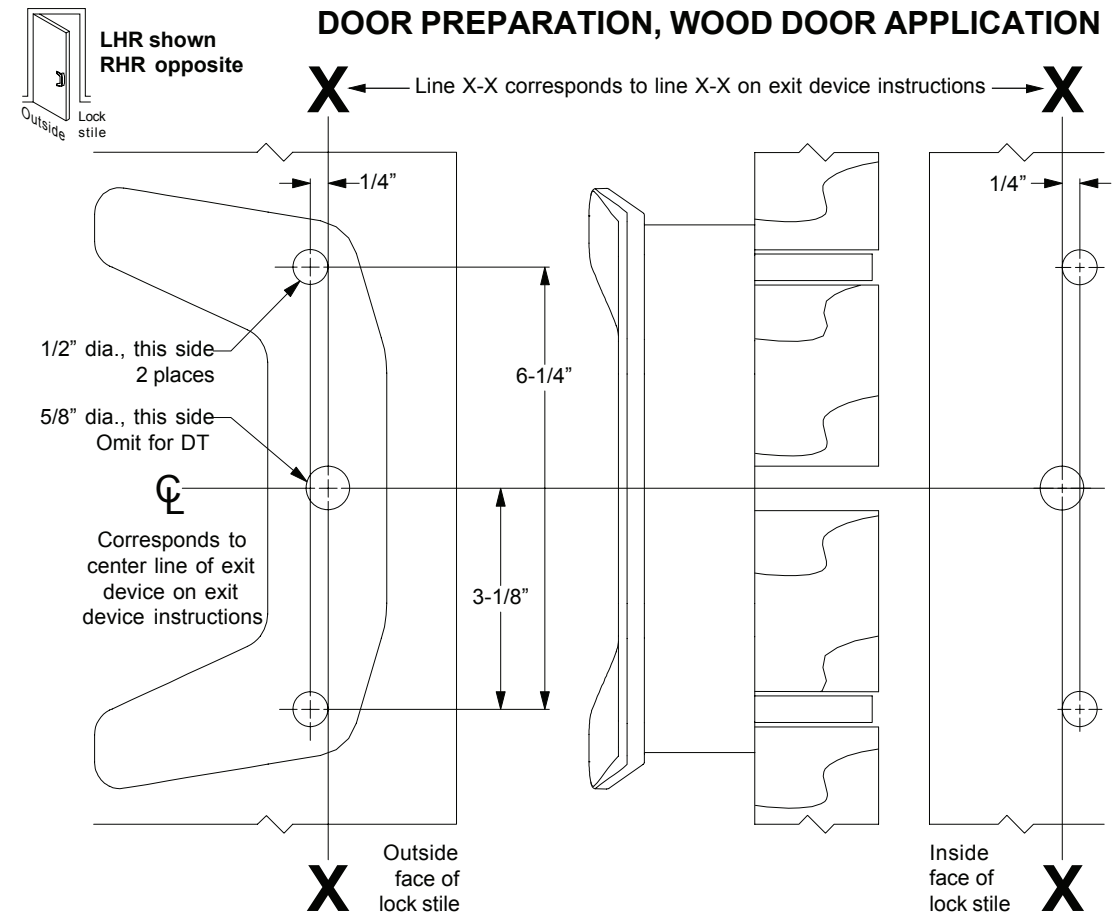 DOOR PREPARATION, WOOD DOOR APPLICATION
LHR shown
RHR opposite
Outside
Lock
stile
X
Line X-X corresponds to line X-X on exit device instructions
X
1/4”
1/4”
1/2” dia., this side
2 places
6-1/4”
5/8” dia., this side
Omit for DT
CL
Corresponds to
center line of exit
device on exit
device instructions
3-1/8”
X
Outside
face of
lock stile
Inside
face of
lock stile
X